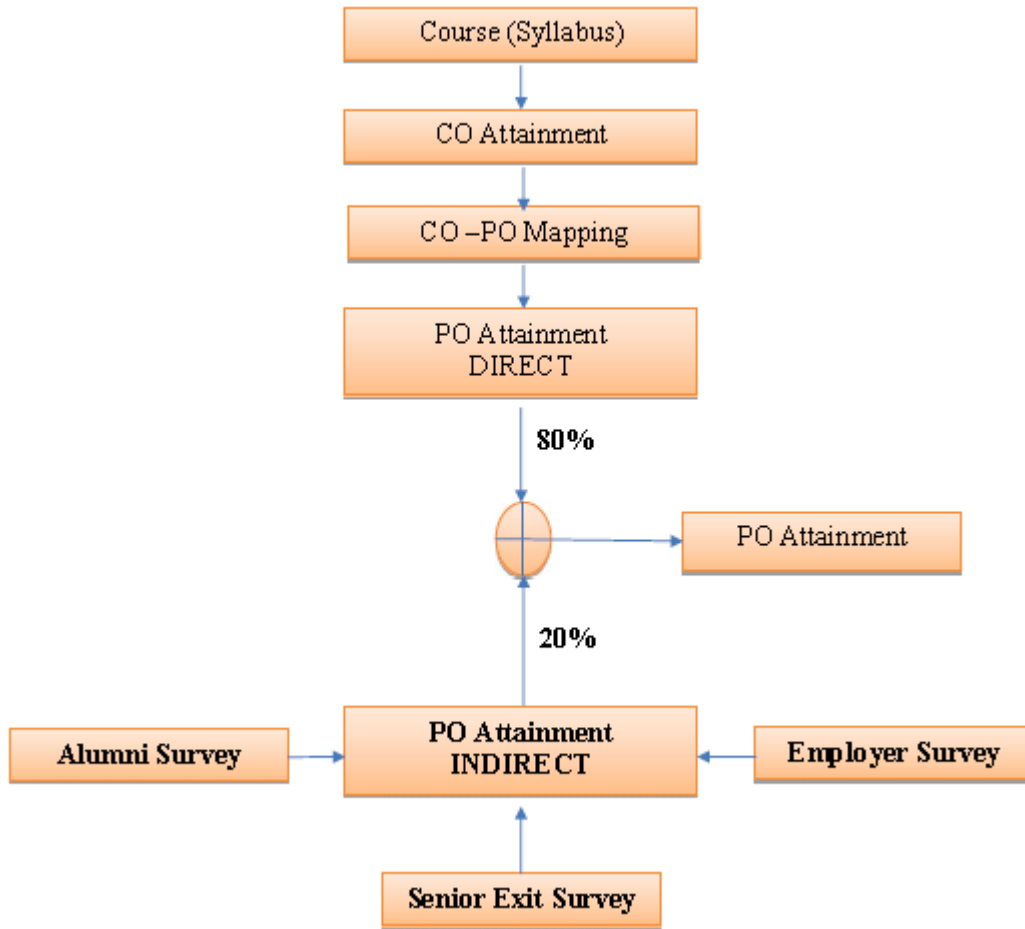 Course (Syllabus)
CO Attainment
CO –PO Mapping
PO Attainment
DIRECT
80%
PO Attainment
20%
Alumni Survey
PO Attainment
INDIRECT
Employer Survey
Senior Exit Survey